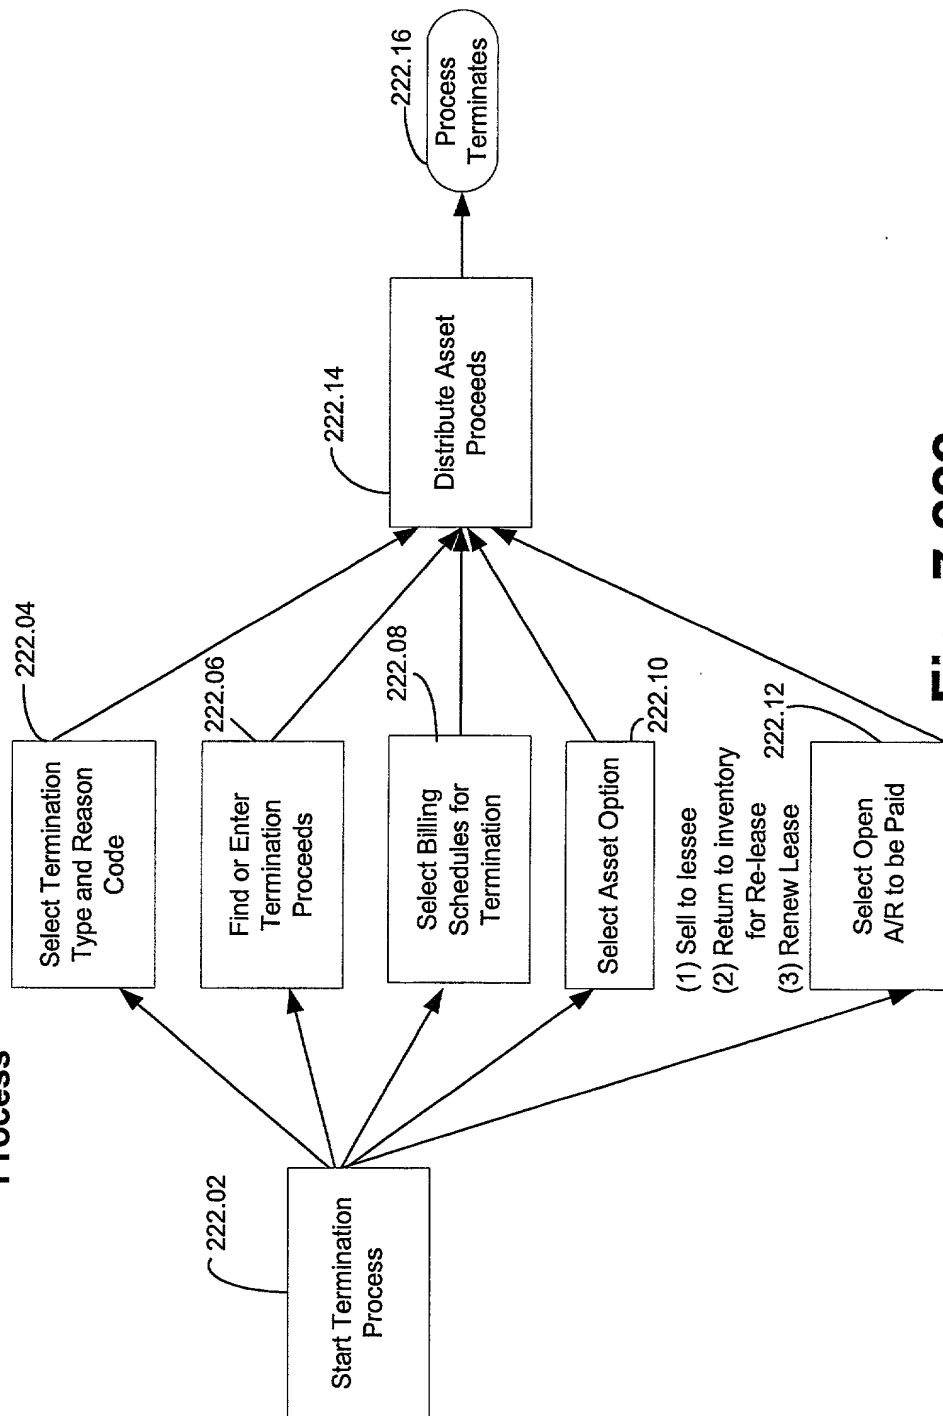 Process
222.02
Start Termination
Process
222.04
Select Termination
Type and Reason
Code
222.06
Find or Enter
Termination
Proceeds
222.08
Select Billing
Schedules for
Termination
222.10
Select Asset Option
(1) Sell to lessee
(2) Return to inventory
for Re-lease
(3) Renew Lease
222.12
Select Open
A/R to be Paid
222.14
Distribute Asset
Proceeds
222.16
Process
Terminates